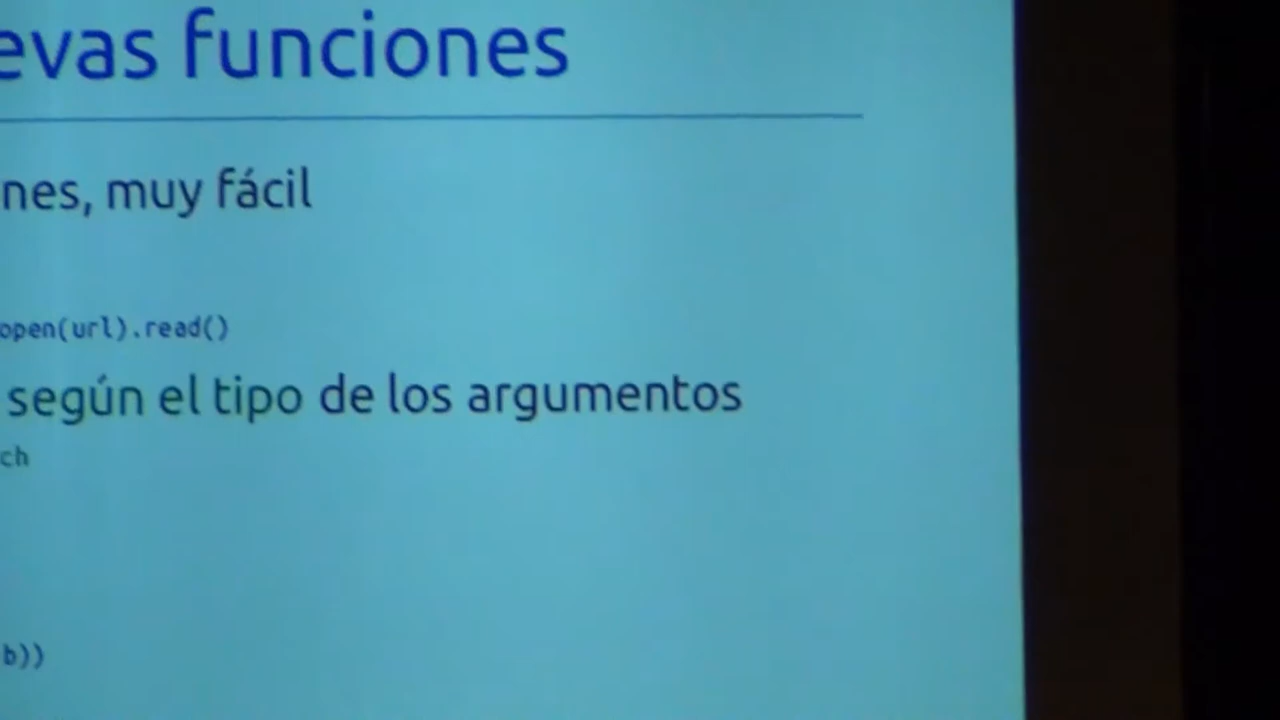 evas funciones
nes, muy fácil
open(url).read()
según el tipo de los argumentos
ch
b))